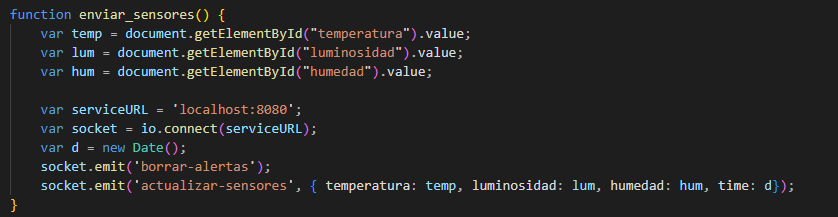 function enviar_sensores() {
    var temp = document.getElementById("temperatura").value;
    var lum = document.getElementById("luminosidad").value;
    var hum = document.getElementById("humedad").value;

    var serviceURL = 'localhost:8080';
    var socket = io.connect(serviceURL);
    var d = new Date();
    socket.emit('borrar-alertas');
    socket.emit('actualizar-sensores', { temperatura: temp, luminosidad: lum, humedad: hum, time: d});
}